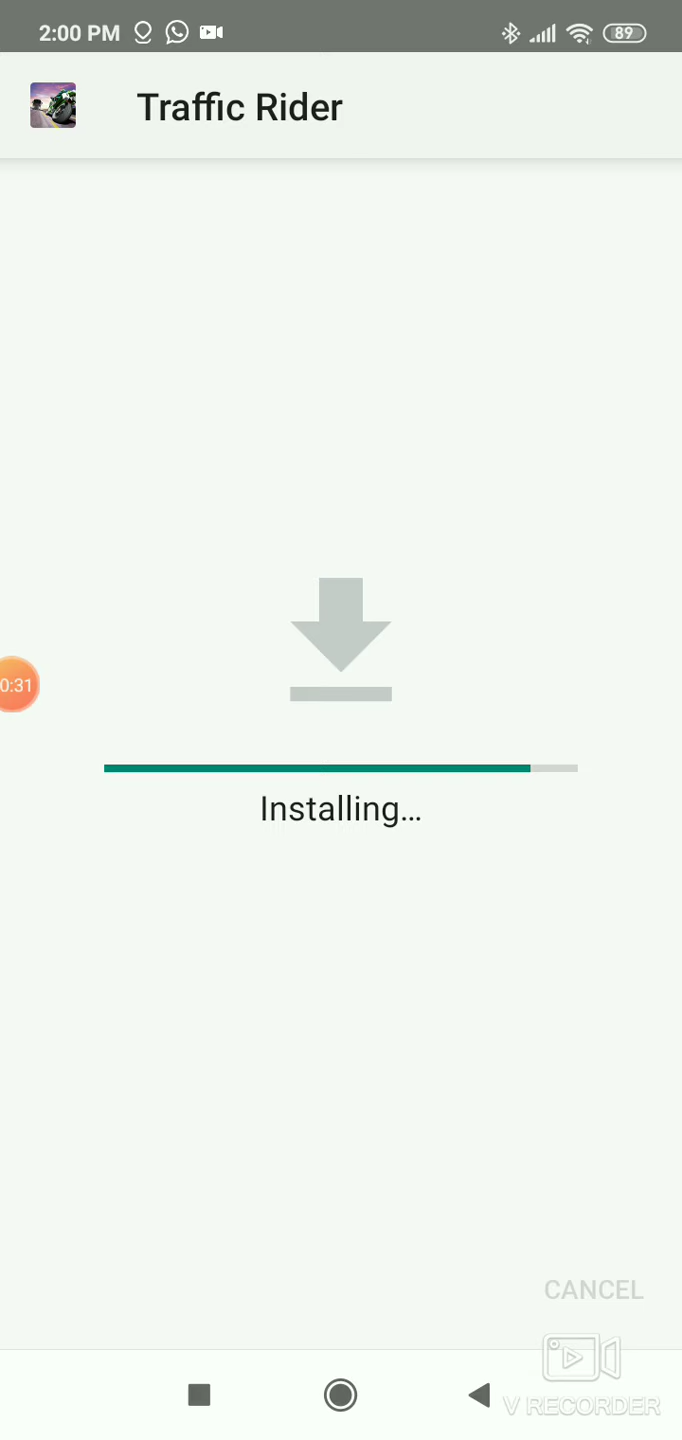 2:00 PM
89
Traffic Rider
0:31
Installing...
CANCEL
V RECORDER